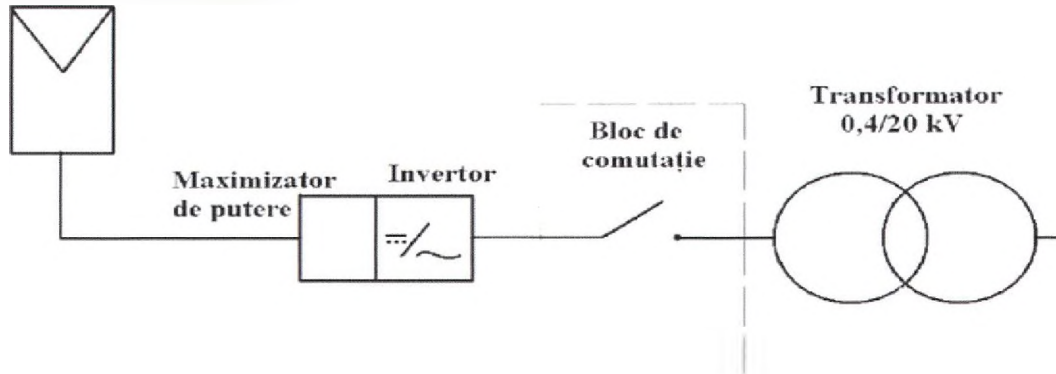 Transformator
0,4/20 kV
Bloc de
comutație
Maximizator
de putere
Invertor